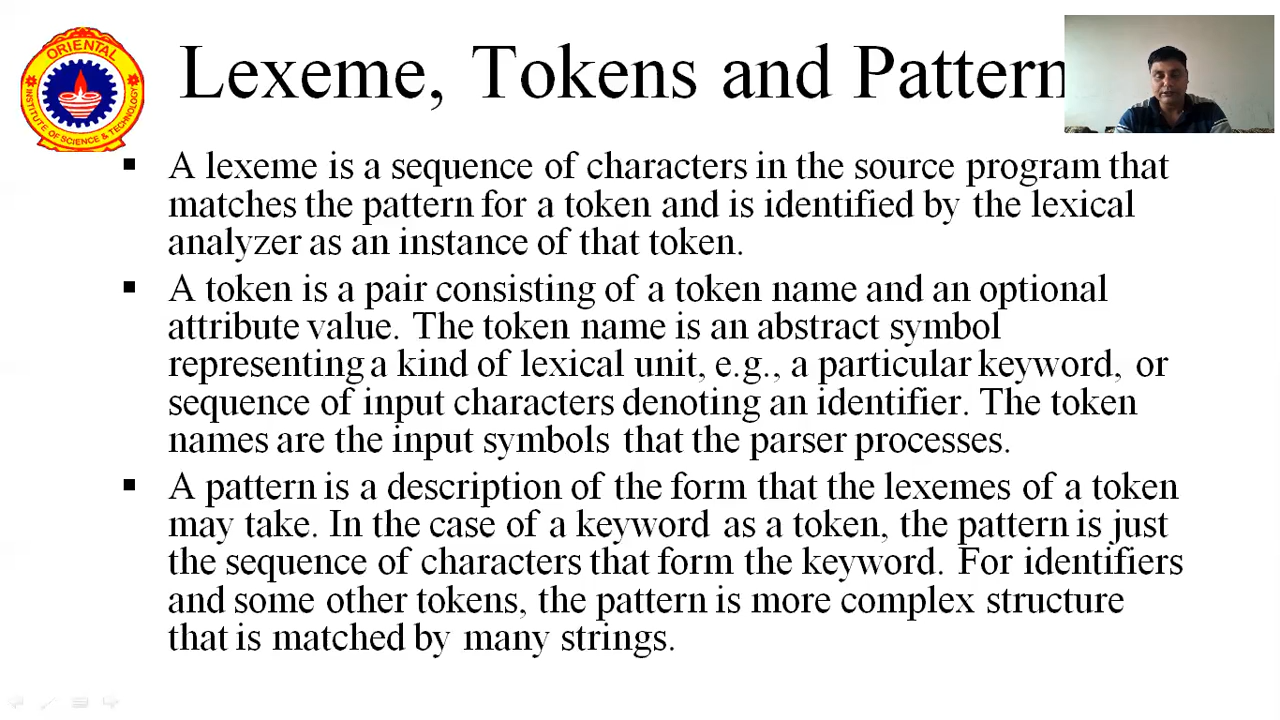 Lexeme, Tokens and Pattern
ORIENTAL
INSTITUTE OF SCIENCE & TECHNOLOGY
A lexeme is a sequence of characters in the source program that
matches the pattern for a token and is identified by the lexical
analyzer as an instance of that token.
A token is a pair consisting of a token name and an optional
attribute value. The token name is an abstract symbol
representing a kind of lexical unit, e.g., a particular keyword, or
sequence of input characters denoting an identifier. The token
names are the input symbols that the parser processes.
A pattern is a description of the form that the lexemes of a token
may take. In the case of a keyword as a token, the pattern is just
the sequence of characters that form the keyword. For identifiers
and some other tokens, the pattern is more complex structure
that is matched by many strings.